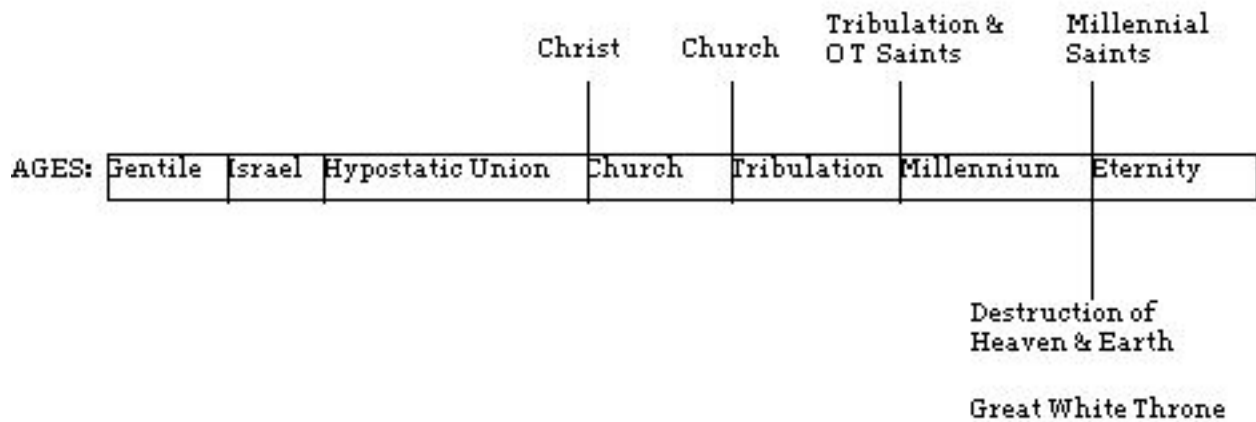 Christ
Church
Tribulation &
O T Saints
Millennial
Saints
AGES: Gentile Israel Hypostatic Union Church Tribulation Millennium Eternity
Destruction of
Heaven & Earth
Great White Throne